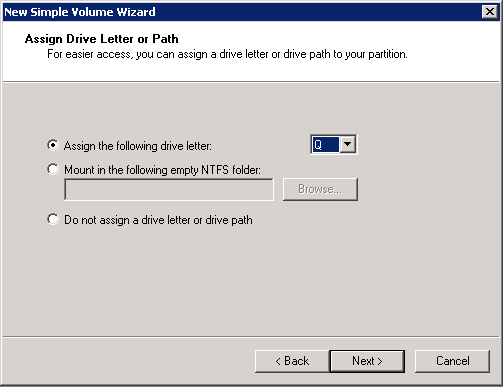 New Simple Volume Wizard
Assign Drive Letter or Path
For easier access, you can assign a drive letter or drive path to your partition.
Assign the following drive letter: Q
Mount in the following empty NTFS folder:
Browse...
Do not assign a drive letter or drive path
< Back Next > Cancel